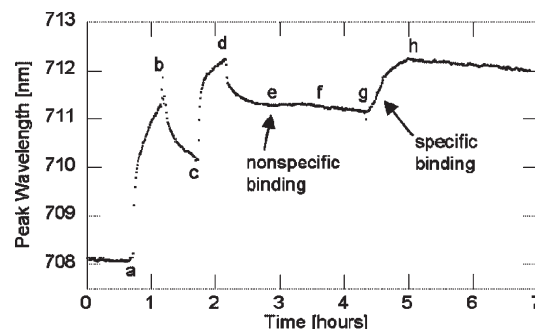 713
712
711
710
709
708
Peak Wavelength [nm]
0 1 2 3 4 5 6 7
Time [hours]
a
b
c
d
e
f
g
h
nonspecific
binding
specific
binding